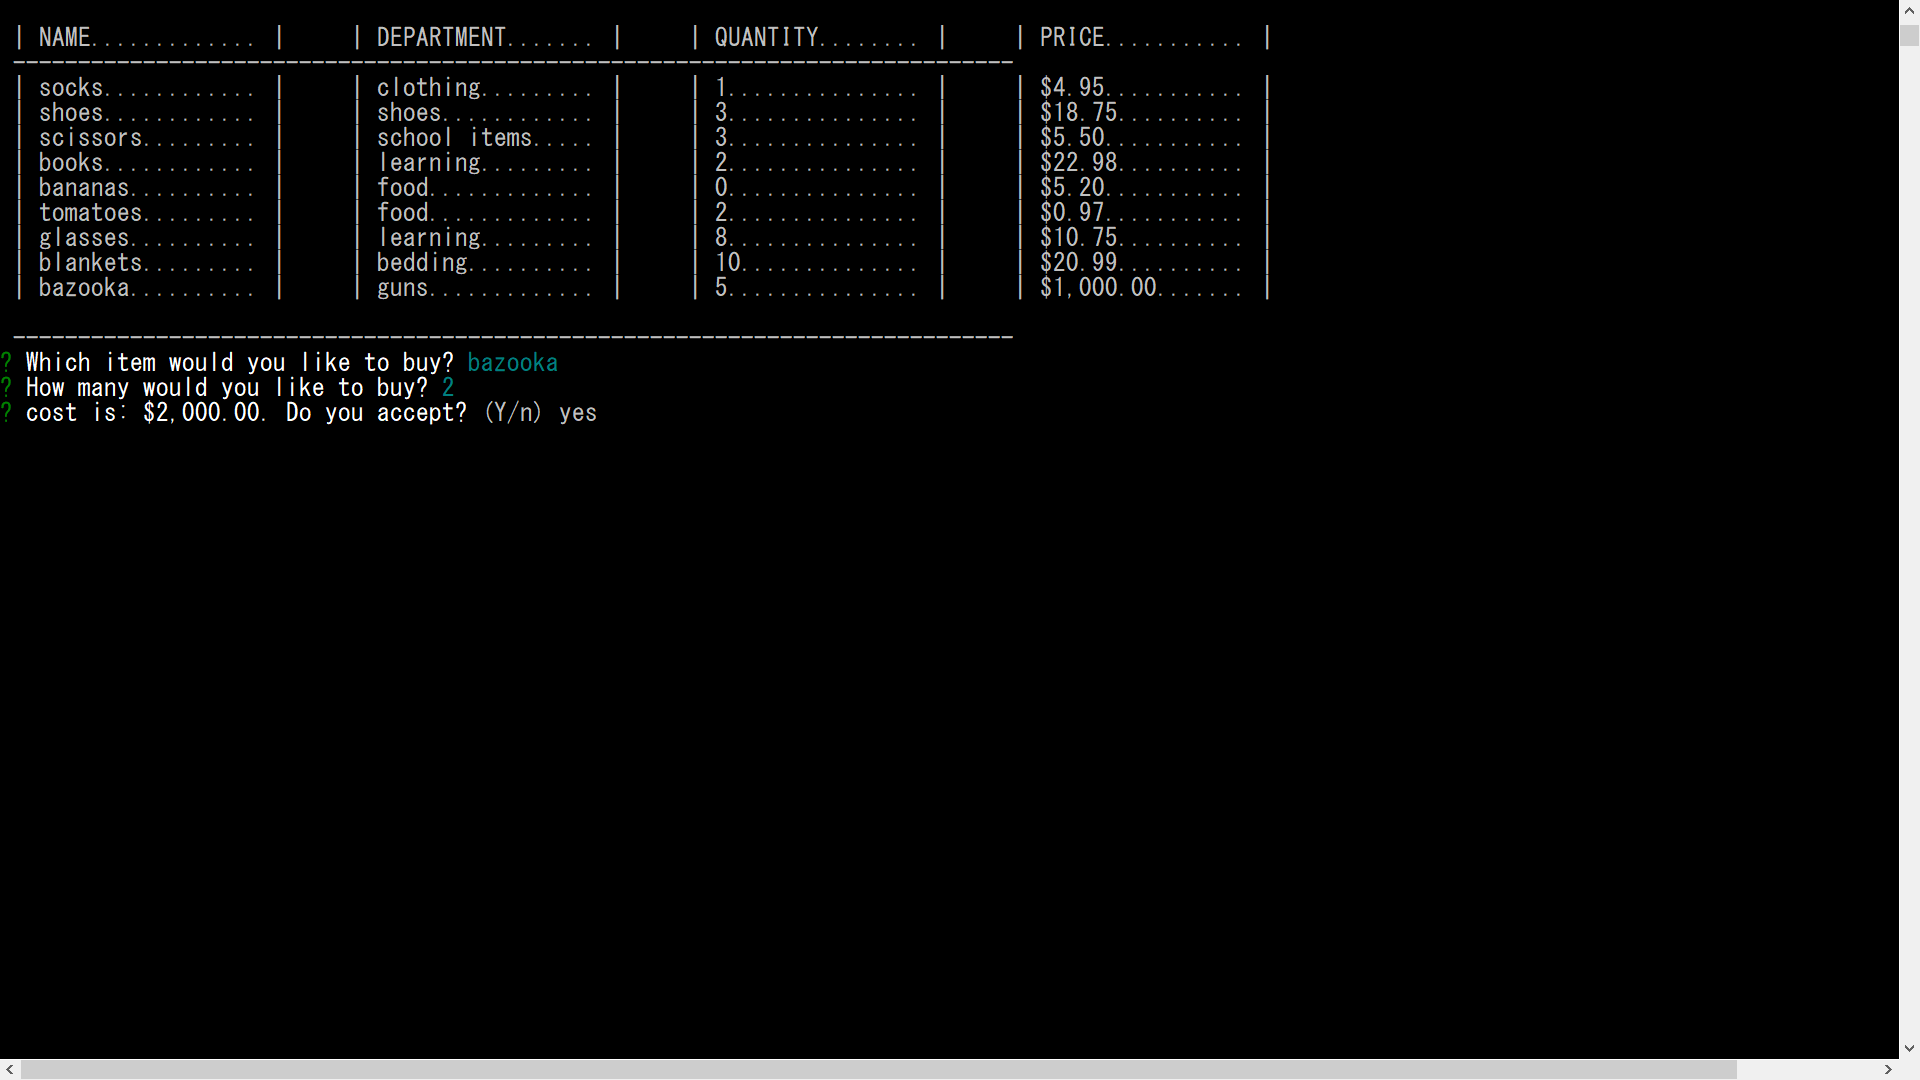 | NAME............. | | DEPARTMENT....... | | QUANTITY........ | | PRICE........... |
-----------------------------------------------------------------------------
| socks............ | | clothing......... | | 1............... | | $4.95........... |
| shoes............ | | shoes............ | | 3............... | | $18.75.......... |
| scissors......... | | school items..... | | 3............... | | $5.50........... |
| books............ | | learning......... | | 2............... | | $22.98.......... |
| bananas.......... | | food............. | | 0............... | | $5.20........... |
| tomatoes......... | | food............. | | 2............... | | $0.97........... |
| glasses.......... | | learning......... | | 8............... | | $10.75.......... |
| blankets......... | | bedding.......... | | 10.............. | | $20.99.......... |
| bazooka.......... | | guns............. | | 5............... | | $1,000.00....... |
-----------------------------------------------------------------------------
? Which item would you like to buy? bazooka
? How many would you like to buy? 2
? cost is: $2,000.00. Do you accept? (Y/n) yes